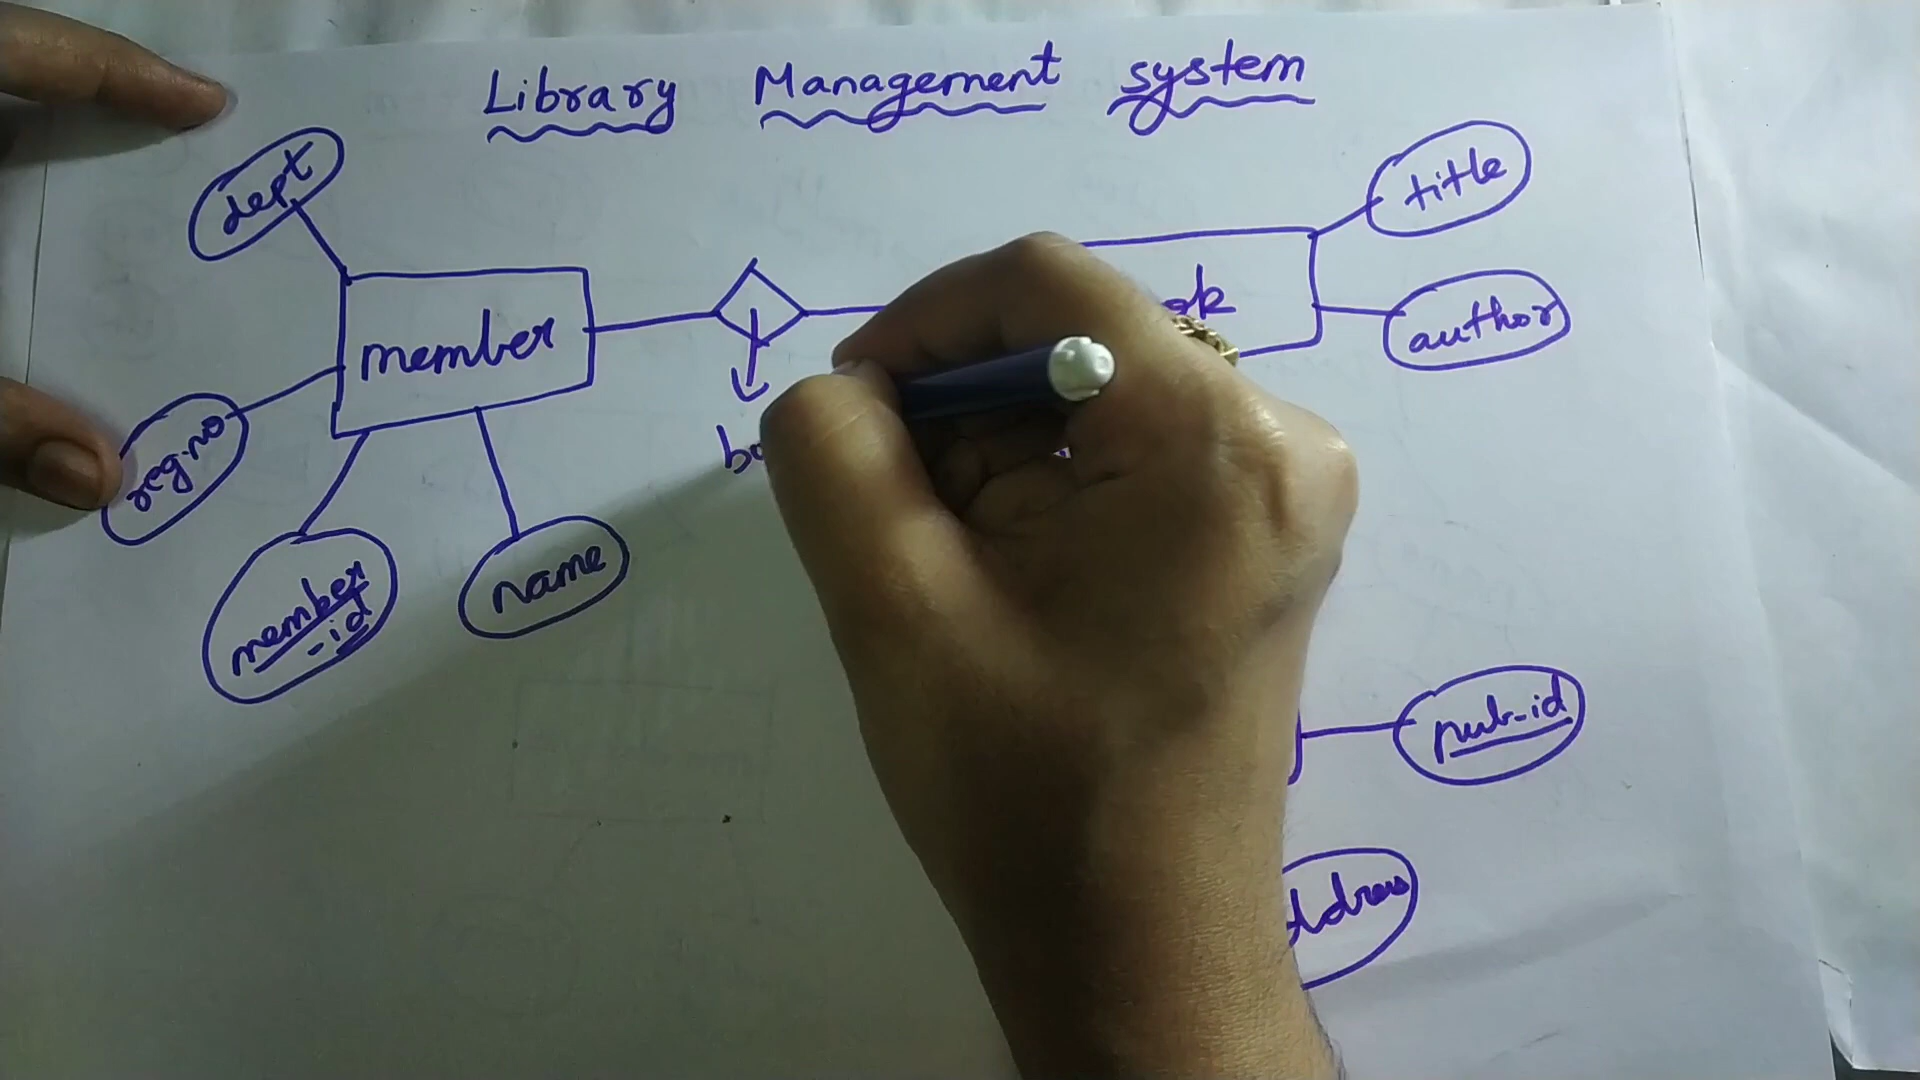 Library Management system
dept
title
member
author
reg.no
name
member
-id
pub-id